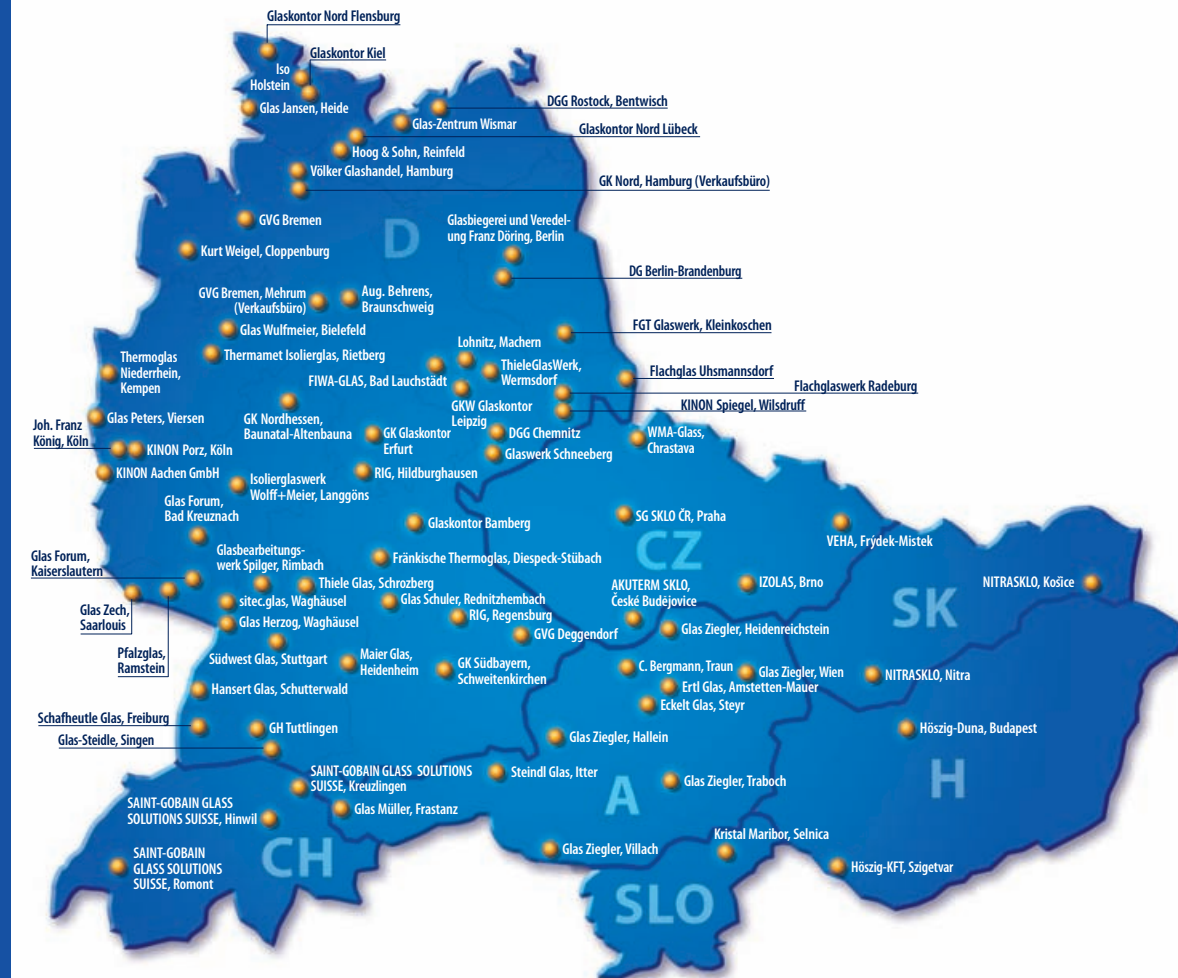 Glaskontor Nord Flensburg
Glaskontor Kiel
Iso
Holstein
Glas Jansen, Heide
DGG Rostock, Bentwisch
Glas-Zentrum Wismar
Glaskontor Nord Lübeck
Hoog & Sohn, Reinfeld
Völker Glashandel, Hamburg
GK Nord, Hamburg (Verkaufsbüro)
GVG Bremen
D
Glasbiegerei und Veredel-
ung Franz Döring, Berlin
Kurt Weigel, Cloppenburg
DG Berlin-Brandenburg
GVG Bremen, Mehrum
(Verkaufsbüro)
Aug. Behrens,
Braunschweig
Glas Wulfmeier, Bielefeld
FGT Glaswerk, Kleinkoschen
Thermoglas
Niederrhein,
Kempen
Thermamet Isolierglas, Rietberg
Lohnitz, Machern
FIWA-GLAS, Bad Lauchstädt
ThieleGlasWerk,
Wermsdorf
Flachglas Uhsmannsdorf
Flachglaswerk Radeburg
KINON Spiegel, Wilsdruff
GKW Glaskontor
Leipzig
Glas Peters, Viersen
GK Nordhessen,
Baunatal-Altenbauna
Joh. Franz
König, Köln
KINON Porz, Köln
GK Glaskontor
Erfurt
DGG Chemnitz
WMA-Glass,
Chrastava
Glaswerk Schneeberg
KINON Aachen GmbH
Isolierglaswerk
Wolff+Meier, Langgöns
RIG, Hildburghausen
Glas Forum,
Bad Kreuznach
Glaskontor Bamberg
SG SKLO ČR, Praha
CZ
VEHA, Frýdek-Mistek
Glas Forum,
Kaiserslautern
Glasbearbeitungs-
werk Spilger, Rimbach
Fränkische Thermoglas, Diespeck-Stübach
Thiele Glas, Schrozberg
AKUTERM SKLO,
České Budějovice
IZOLAS, Brno
NITRASKLO, Košice
SK
Glas Zech,
Saarlouis
sitec.glas, Waghäusel
Glas Schuler, Rednitzhembach
RIG, Regensburg
Glas Herzog, Waghäusel
GVG Deggendorf
Glas Ziegler, Heidenreichstein
Pfalzglas,
Ramstein
Südwest Glas, Stuttgart
Maier Glas,
Heidenheim
GK Südbayern,
Schweitenkirchen
C. Bergmann, Traun
Glas Ziegler, Wien
NITRASKLO, Nitra
Ertl Glas, Amstetten-Mauer
Hansert Glas, Schutterwald
Eckelt Glas, Steyr
Schafheutle Glas, Freiburg
GH Tuttlingen
Höszig-Duna, Budapest
Glas-Steidle, Singen
Glas Ziegler, Hallein
SAINT-GOBAIN GLASS SOLUTIONS
SUISSE, Kreuzlingen
Steindl Glas, Itter
Glas Ziegler, Traboch
H
A
SAINT-GOBAIN GLASS
SOLUTIONS SUISSE, Hinwil
Glas Müller, Frastanz
CH
Kristal Maribor, Selnica
Glas Ziegler, Villach
SAINT-GOBAIN
GLASS SOLUTIONS
SUISSE, Romont
Höszig-KFT, Szigetvar
SLO